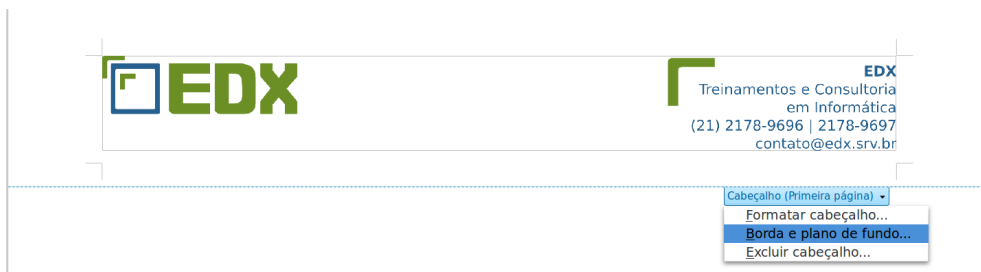 EDX
EDX
Treinamentos e Consultoria
em Informática
(21) 2178-9696 | 2178-9697
contato@edx.srv.br
Cabeçalho (Primeira página)
Formatar cabeçalho...
Borda e plano de fundo...
Excluir cabeçalho...